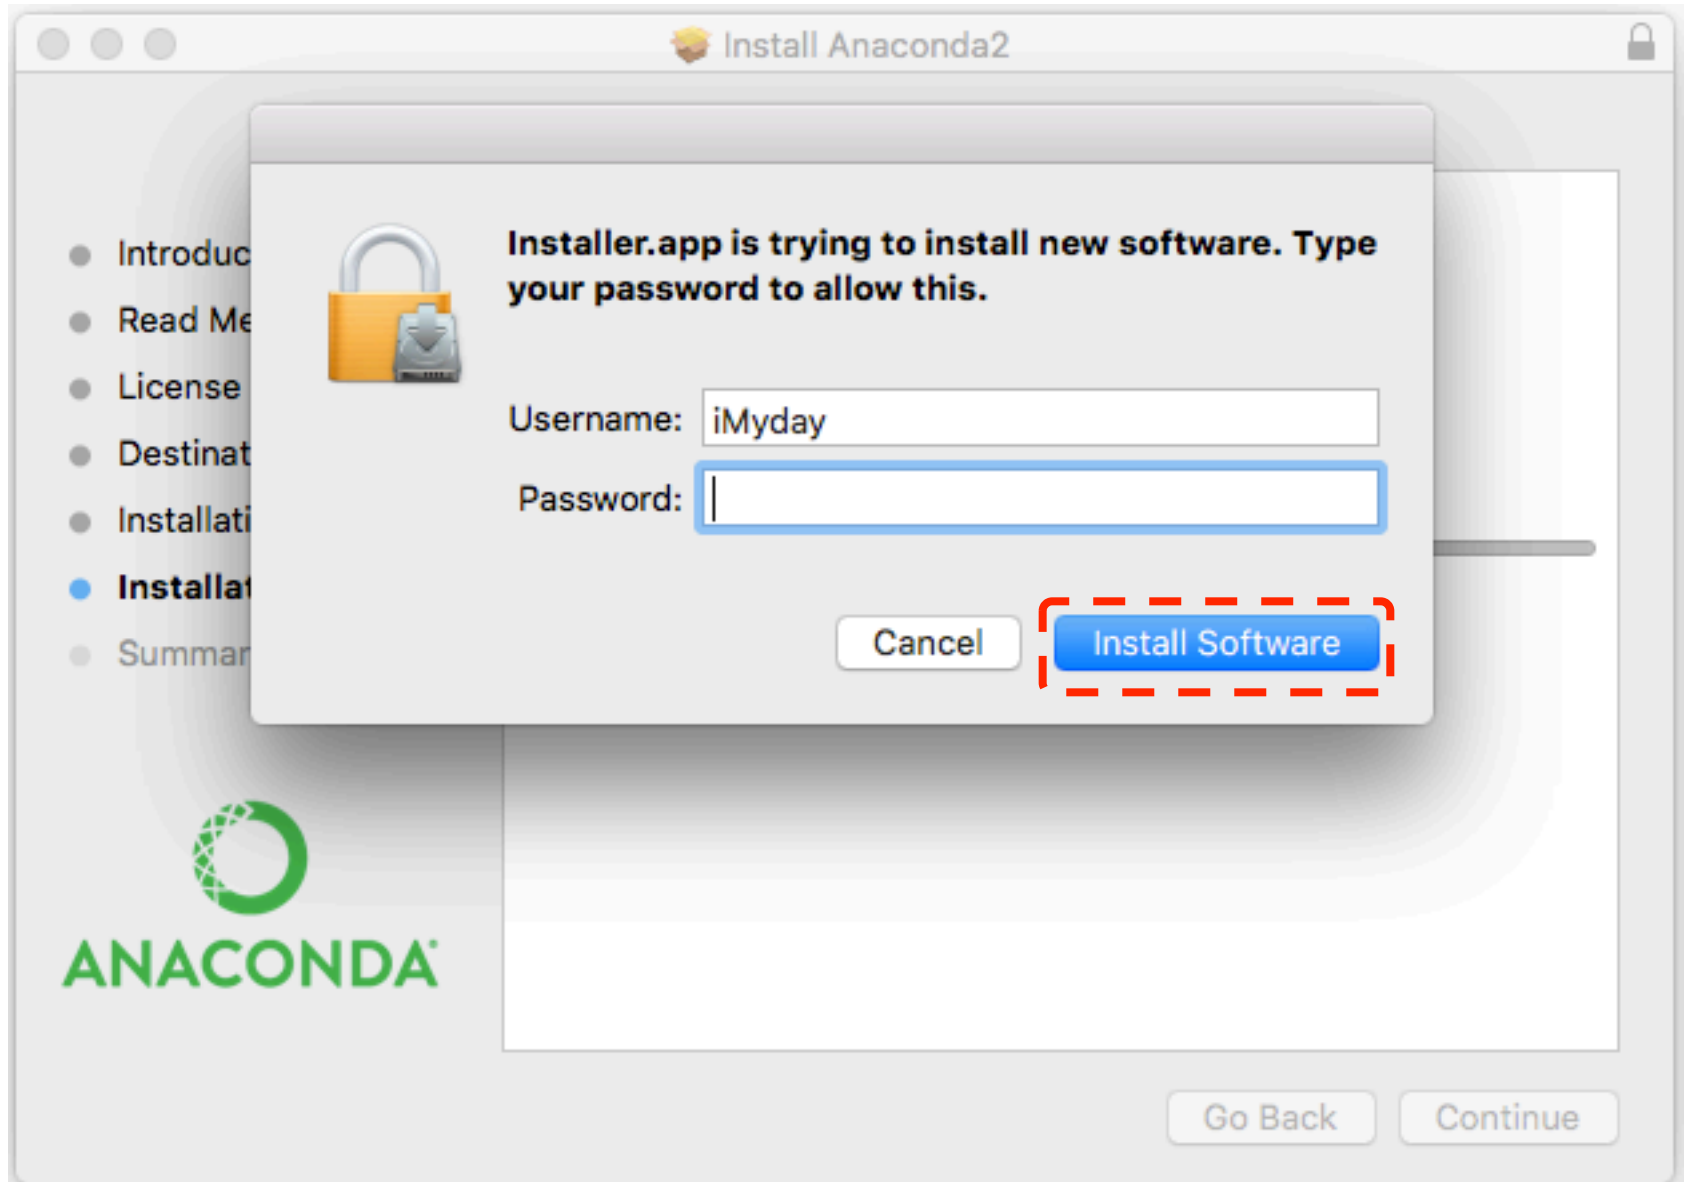 Install Anaconda2
Installer.app is trying to install new software. Type
your password to allow this.
Username: iMyday
Password:
Cancel
Install Software
Introduc
Read Me
License
Destinat
Installati
Installat
Summar
ANACONDA
Go Back
Continue